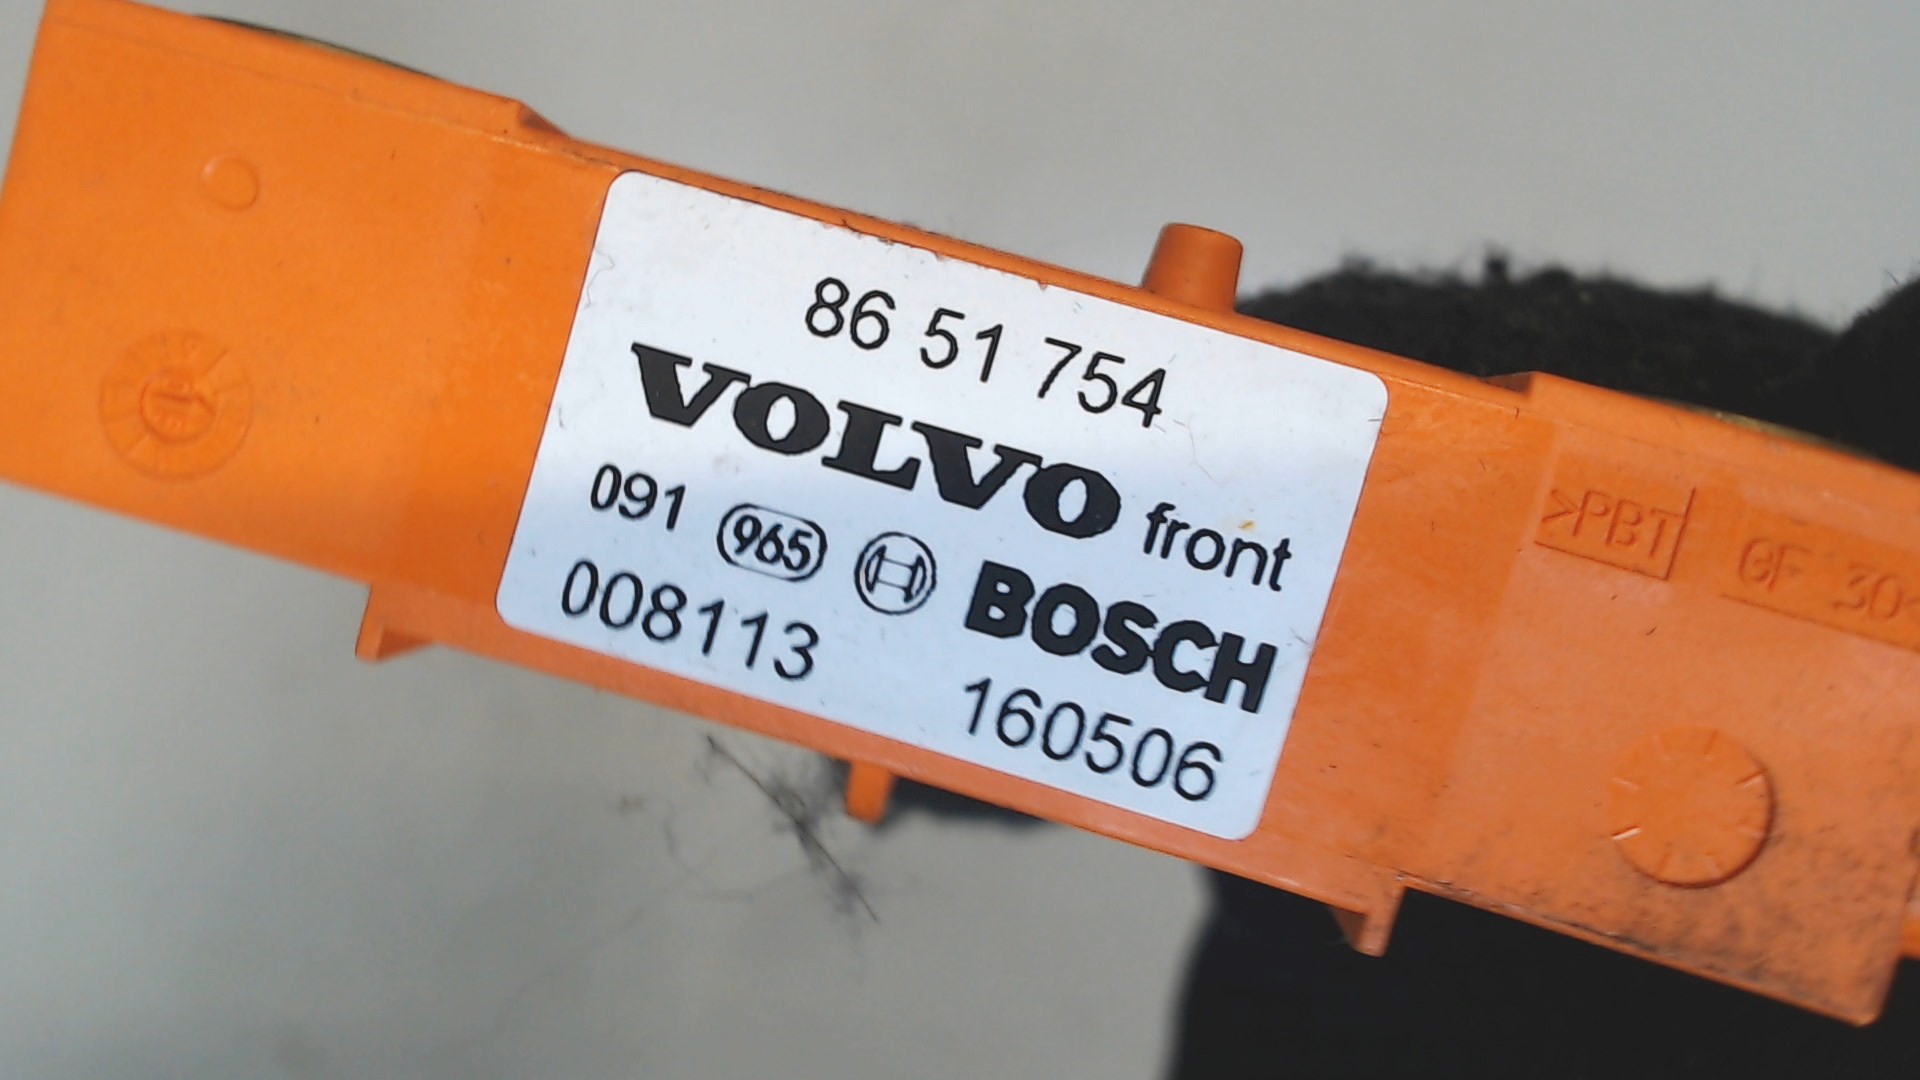 86 51 754
VOLVO front
091 965 BOSCH
008113 160506
>PBT GF 30<